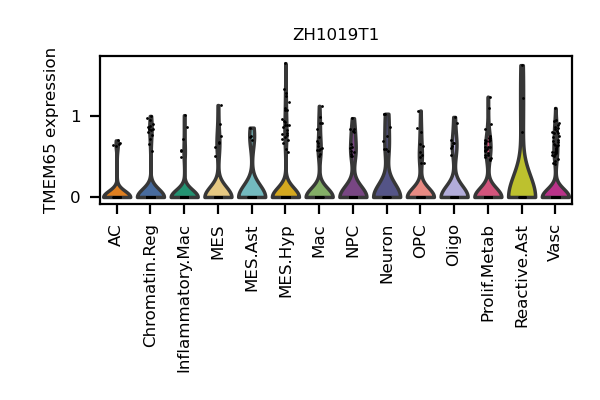 ZH1019T1
TMEM65 expression
1
0
AC
Chromatin.Reg
Inflammatory.Mac
MES
MES.Ast
MES.Hyp
Mac
NPC
Neuron
OPC
Oligo
Prolif.Metab
Reactive.Ast
Vasc